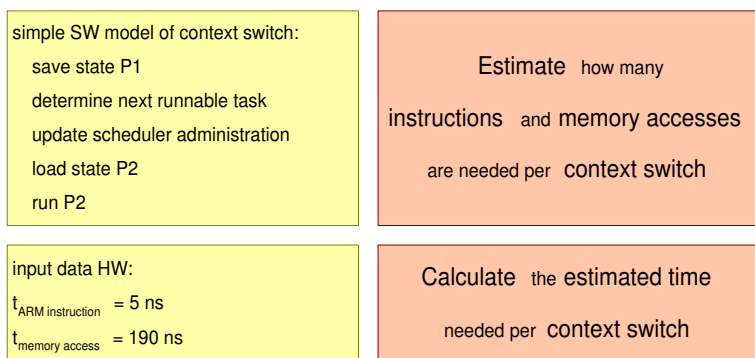 simple SW model of context switch:
save state P1
determine next runnable task
update scheduler administration
load state P2
run P2
Estimate how many
instructions and memory accesses
are needed per context switch
input data HW:
tARM instruction = 5 ns
tmemory access = 190 ns
Calculate the estimated time
needed per context switch